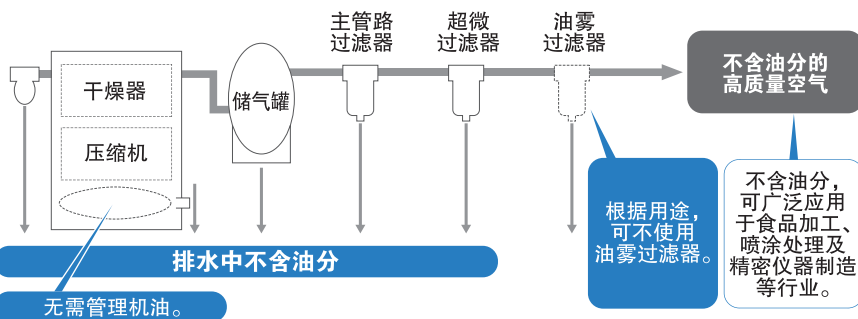 主管路
过滤器
超微
过滤器
油雾
过滤器
不含油分的
高质量空气
干燥器
储气罐
压缩机
根据用途，
可不使用
油雾过滤器。
不含油分，
可广泛应用
于食品加工、
喷涂处理及
精密仪器制造
等行业。
排水中不含油分
无需管理机油。